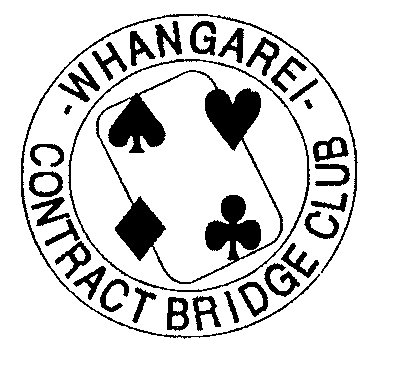 -WHANGAREI-
CONTRACT BRIDGE CLUB